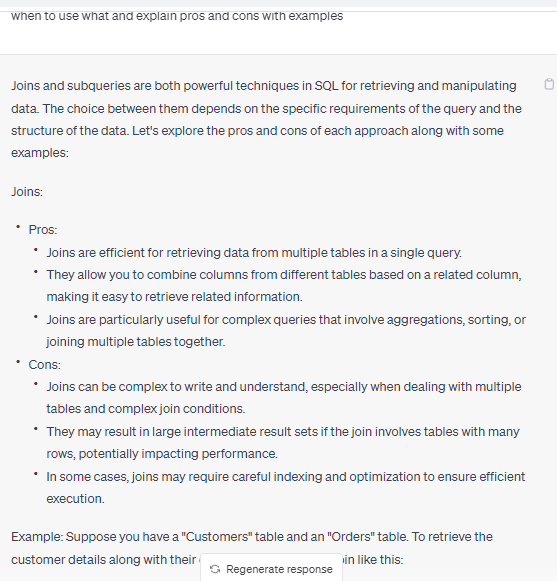 when to use what and explain pros and cons with examples
Joins and subqueries are both powerful techniques in SQL for retrieving and manipulating
data. The choice between them depends on the specific requirements of the query and the
structure of the data. Let's explore the pros and cons of each approach along with some
examples:
Joins:
• Pros:
• Joins are efficient for retrieving data from multiple tables in a single query.
• They allow you to combine columns from different tables based on a related column,
making it easy to retrieve related information.
• Joins are particularly useful for complex queries that involve aggregations, sorting, or
joining multiple tables together.
• Cons:
• Joins can be complex to write and understand, especially when dealing with multiple
tables and complex join conditions.
• They may result in large intermediate result sets if the join involves tables with many
rows, potentially impacting performance.
• In some cases, joins may require careful indexing and optimization to ensure efficient
execution.
Example: Suppose you have a "Customers" table and an "Orders" table. To retrieve the
customer details along with their in like this:
Regenerate response